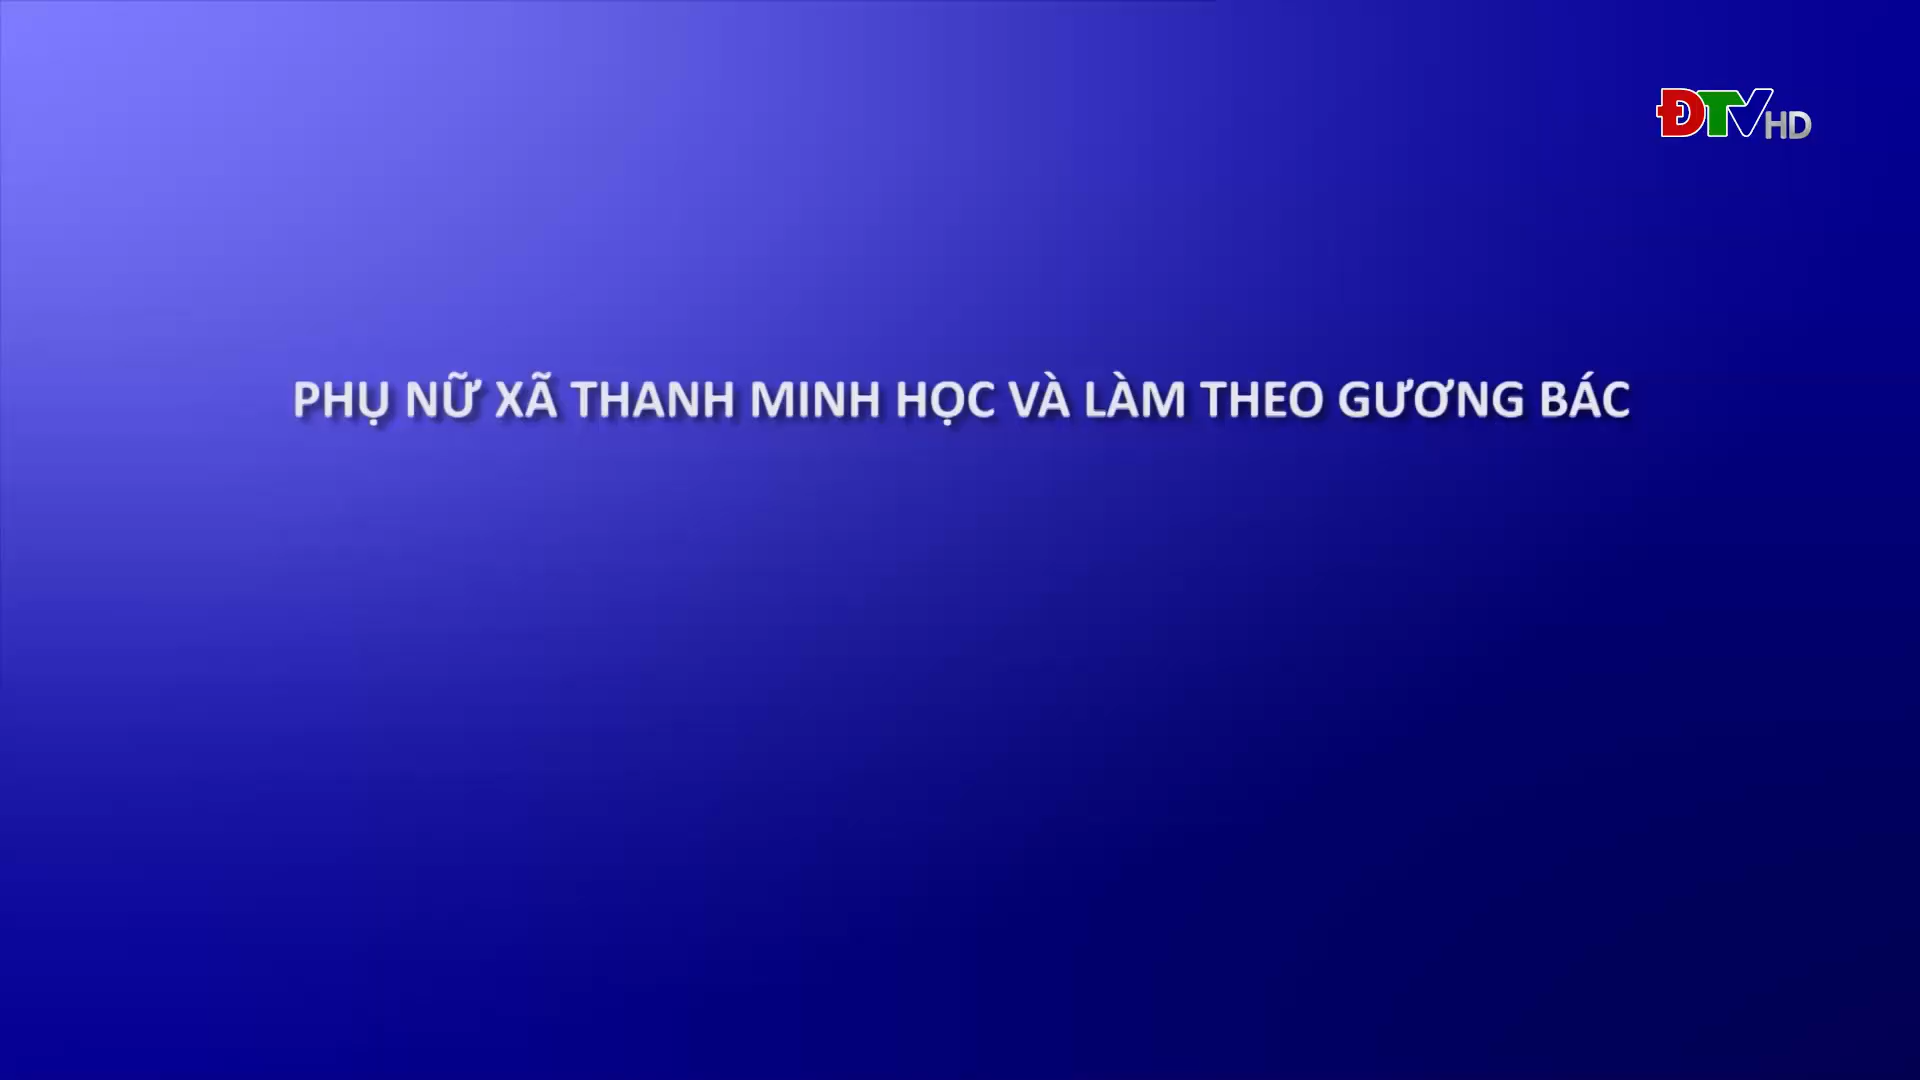 ĐTV HD
PHỤ NỮ XÃ THANH MINH HỌC VÀ LÀM THEO GƯƠNG BÁC